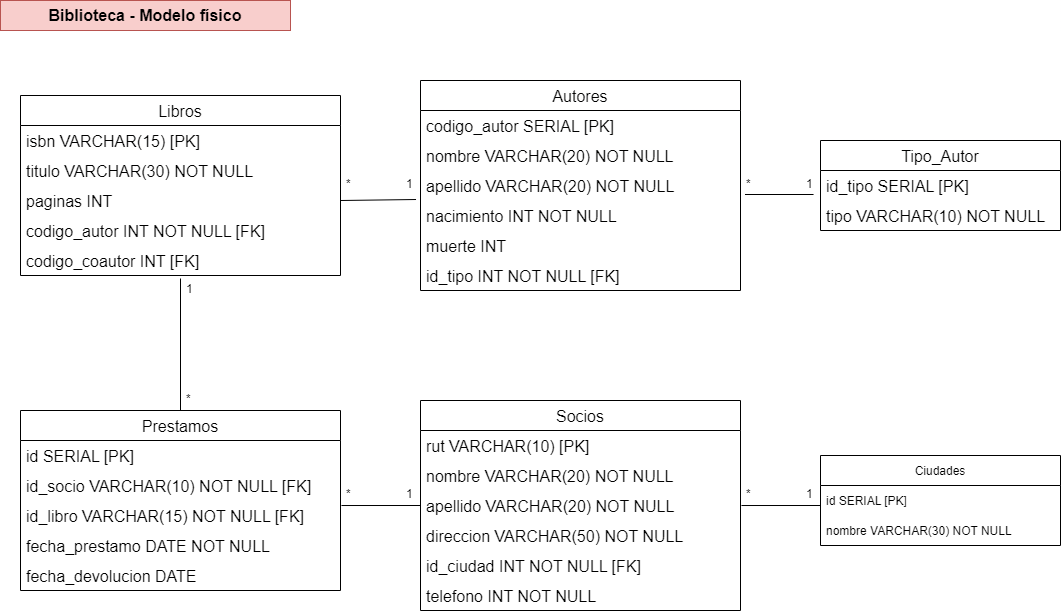 Biblioteca - Modelo físico
Libros
isbn VARCHAR(15) [PK]
titulo VARCHAR(30) NOT NULL
paginas INT
codigo_autor INT NOT NULL [FK]
codigo_coautor INT [FK]
* 1
Autores
codigo_autor SERIAL [PK]
nombre VARCHAR(20) NOT NULL
apellido VARCHAR(20) NOT NULL
nacimiento INT NOT NULL
muerte INT
id_tipo INT NOT NULL [FK]
* 1
Tipo_Autor
id_tipo SERIAL [PK]
tipo VARCHAR(10) NOT NULL
1
*
Prestamos
id SERIAL [PK]
id_socio VARCHAR(10) NOT NULL [FK]
id_libro VARCHAR(15) NOT NULL [FK]
fecha_prestamo DATE NOT NULL
fecha_devolucion DATE
* 1
Socios
rut VARCHAR(10) [PK]
nombre VARCHAR(20) NOT NULL
apellido VARCHAR(20) NOT NULL
direccion VARCHAR(50) NOT NULL
id_ciudad INT NOT NULL [FK]
telefono INT NOT NULL
* 1
Ciudades
id SERIAL [PK]
nombre VARCHAR(30) NOT NULL